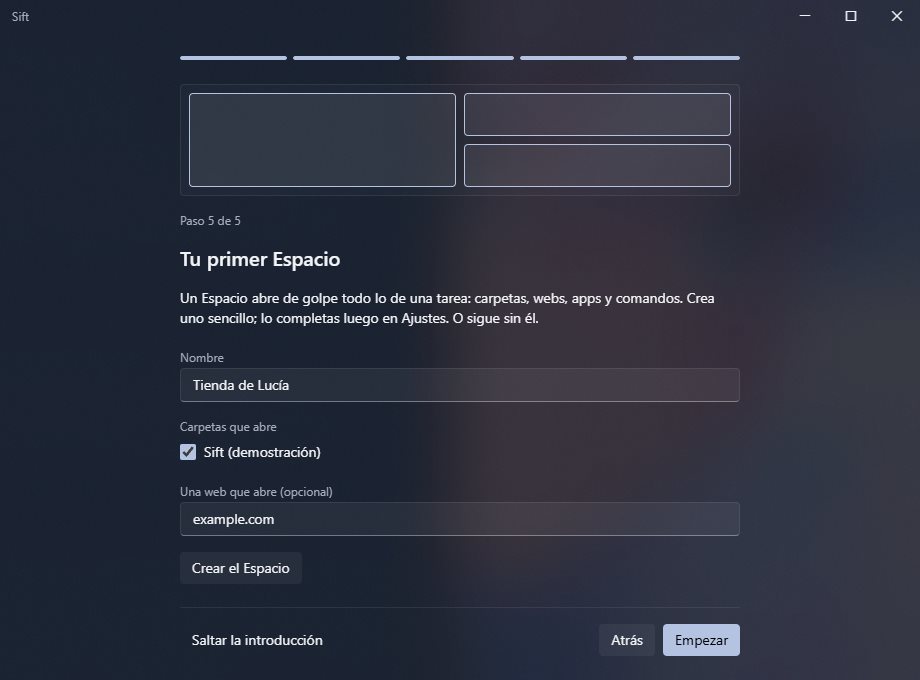 Sift
Paso 5 de 5
Tu primer Espacio
Un Espacio abre de golpe todo lo de una tarea: carpetas, webs, apps y comandos. Crea
uno sencillo; lo completas luego en Ajustes. O sigue sin él.
Nombre
Tienda de Lucía
Carpetas que abre
Sift (demostración)
Una web que abre (opcional)
example.com
Crear el Espacio
Saltar la introducción
Atrás
Empezar